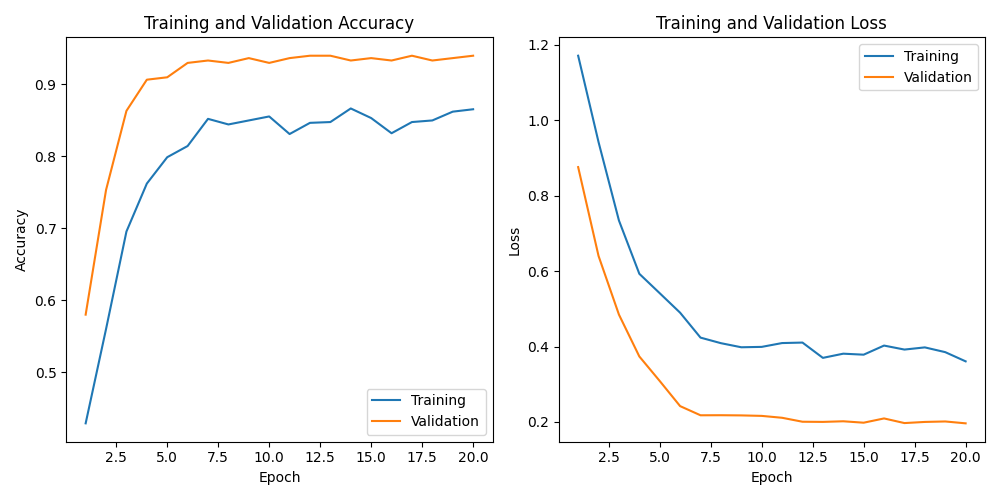 Training and Validation Accuracy
Accuracy
0.9
0.8
0.7
0.6
0.5
2.5 5.0 7.5 10.0 12.5 15.0 17.5 20.0
Epoch
Training
Validation
Training and Validation Loss
Loss
1.2
1.0
0.8
0.6
0.4
0.2
2.5 5.0 7.5 10.0 12.5 15.0 17.5 20.0
Epoch
Training
Validation